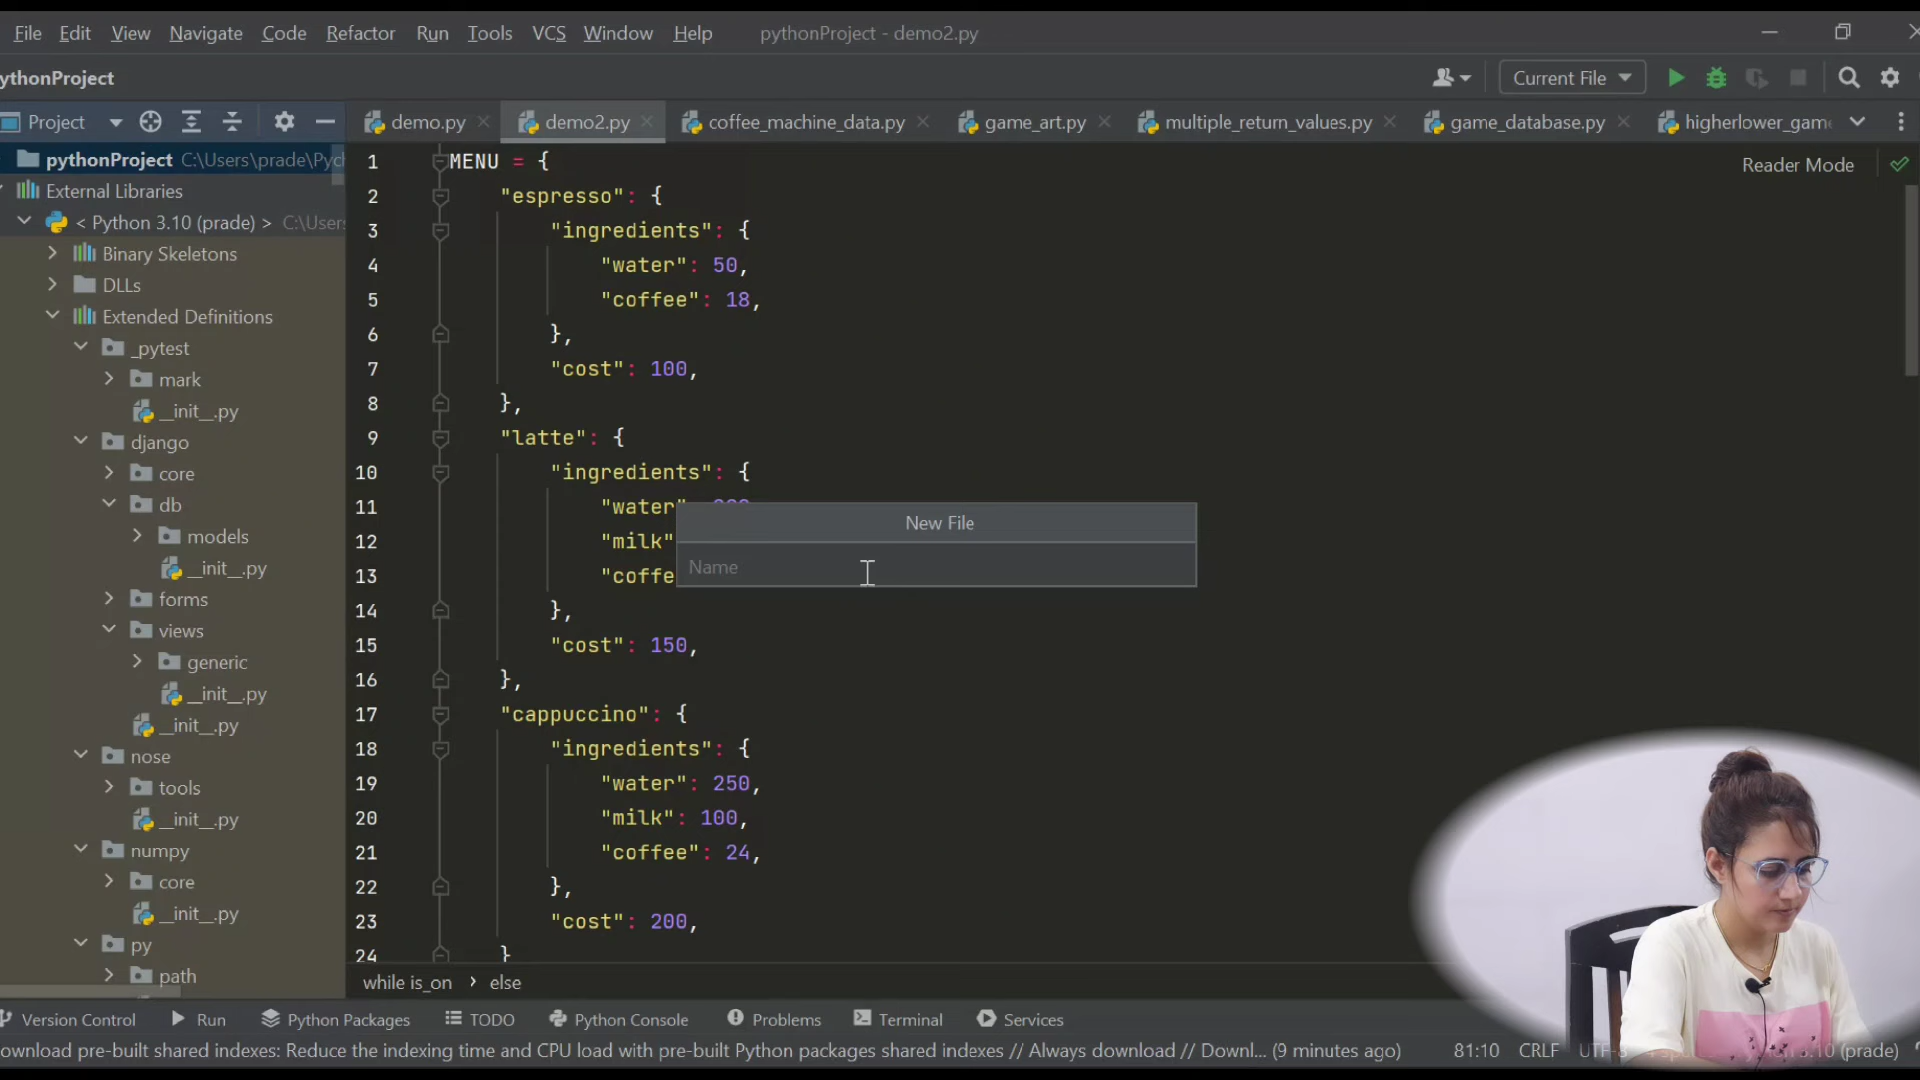 File Edit View Navigate Code Refactor Run Tools VCS Window Help pythonProject - demo2.py
ythonProject
Current File
Project
demo.py demo2.py coffee_machine_data.py game_art.py multiple_return_values.py game_database.py higherlower_game
Reader Mode
pythonProject C:\Users\prade\Pyc
External Libraries
< Python 3.10 (prade) > C:\Users
Binary Skeletons
DLLs
Extended Definitions
_pytest
mark
__init__.py
django
core
db
models
__init__.py
forms
views
generic
__init__.py
__init__.py
nose
tools
__init__.py
numpy
core
__init__.py
py
path
1 MENU = {
2 "espresso": {
3 "ingredients": {
4 "water": 50,
5 "coffee": 18,
6 },
7 "cost": 100,
8 },
9 "latte": {
10 "ingredients": {
11 "water"
12 "milk"
13 "coffe
14 },
15 "cost": 150,
16 },
17 "cappuccino": {
18 "ingredients": {
19 "water": 250,
20 "milk": 100,
21 "coffee": 24,
22 },
23 "cost": 200,
24 }
New File
Name
while is_on > else
Version Control Run Python Packages TODO Python Console Problems Terminal Services
ownload pre-built shared indexes: Reduce the indexing time and CPU load with pre-built Python packages shared indexes // Always download // Downl... (9 minutes ago) 81:10 CRLF UTF-8 3.10 (prade)